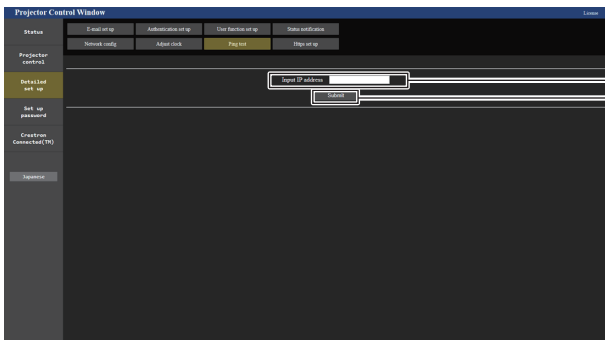 Projector Control Window
License
Status
E-mail set up
Authentication set up
User function set up
Status notification
Network config
Adjust clock
Ping test
Https set up
Projector
control
Detailed
set up
Set up
password
Crestron
Connected(TM)
Japanese
Input IP address
Submit